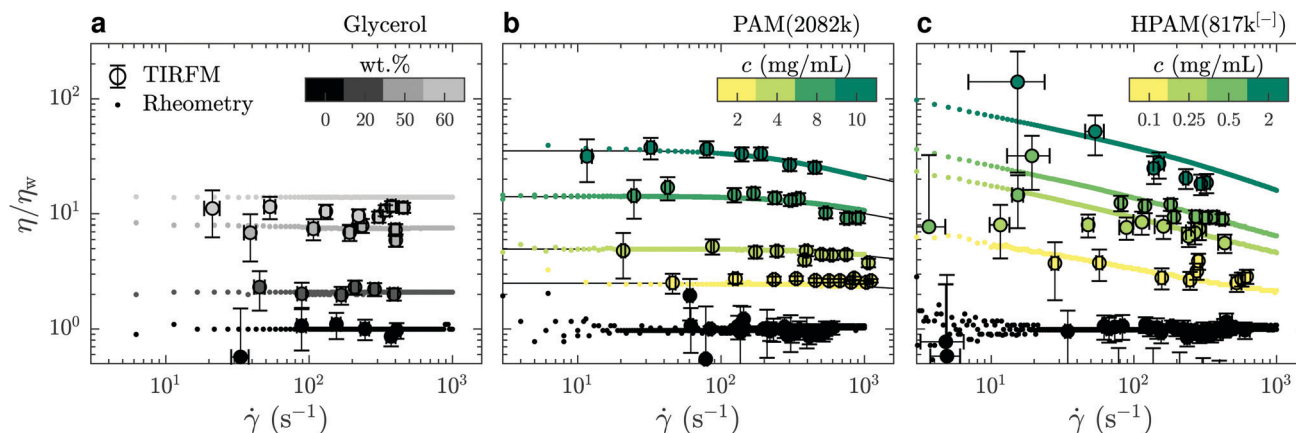 a Glycerol
TIRFM
Rheometry
wt.%
0 20 50 60
10² 10¹ 10⁰
η/η_w
10¹ 10² 10³
γ̇ (s⁻¹)
b PAM(2082k)
c (mg/mL)
2 4 8 10
10¹ 10² 10³
γ̇ (s⁻¹)
c HPAM(817k[−])
c (mg/mL)
0.1 0.25 0.5 2
10¹ 10² 10³
γ̇ (s⁻¹)